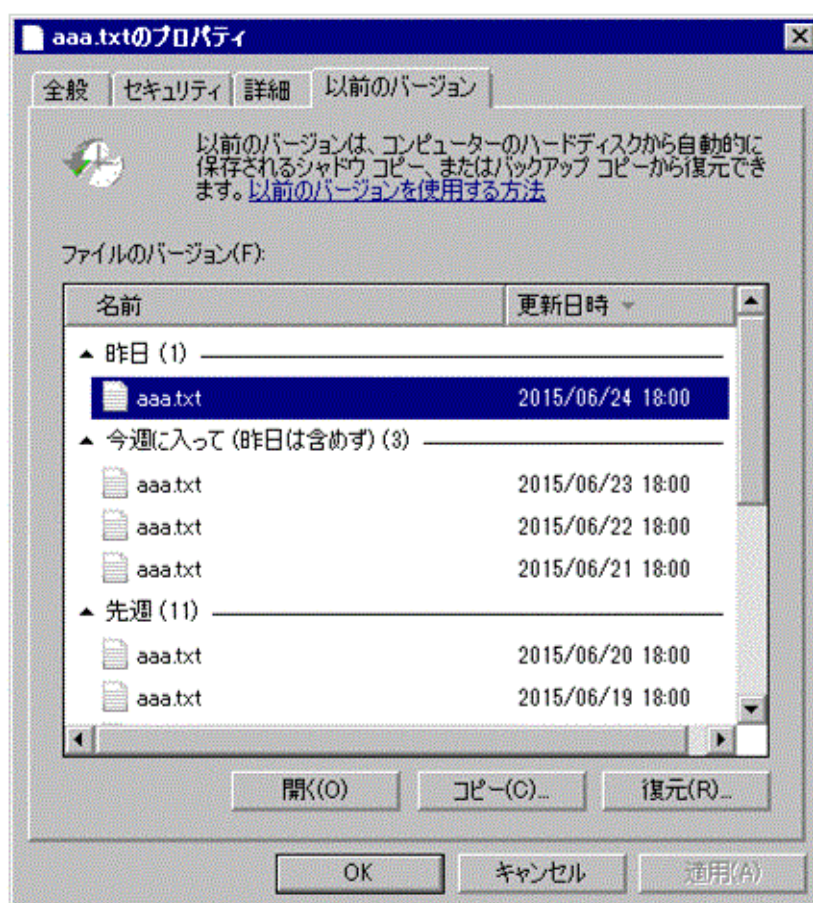 aaa.txtのプロパティ
全般 セキュリティ 詳細 以前のバージョン
以前のバージョンは、コンピューターのハードディスクから自動的に
保存されるシャドウ コピー、またはバックアップ コピーから復元でき
ます。以前のバージョンを使用する方法
ファイルのバージョン(F):
名前 更新日時
昨日 (1)
aaa.txt 2015/06/24 18:00
今週に入って (昨日は含めず) (3)
aaa.txt 2015/06/23 18:00
aaa.txt 2015/06/22 18:00
aaa.txt 2015/06/21 18:00
先週 (11)
aaa.txt 2015/06/20 18:00
aaa.txt 2015/06/19 18:00
開く(O) コピー(C)... 復元(R)...
OK キャンセル 適用(A)